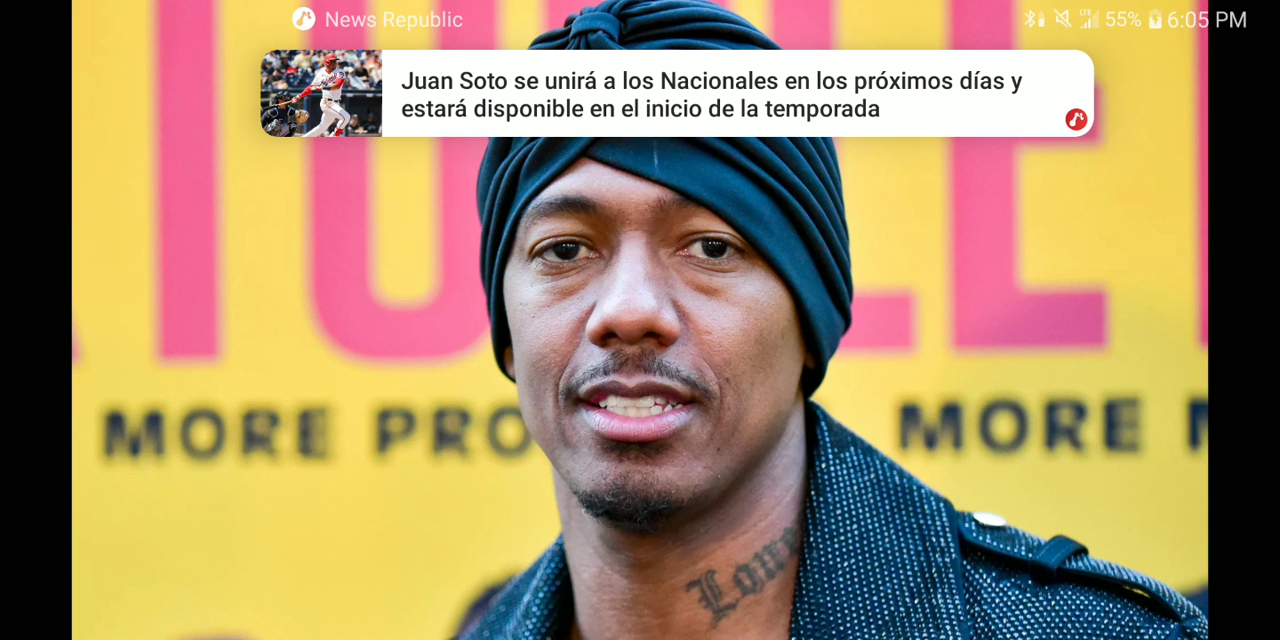 News Republic
LTE 55% 6:05 PM
Juan Soto se unirá a los Nacionales en los próximos días y
estará disponible en el inicio de la temporada
MORE PRO
MORE